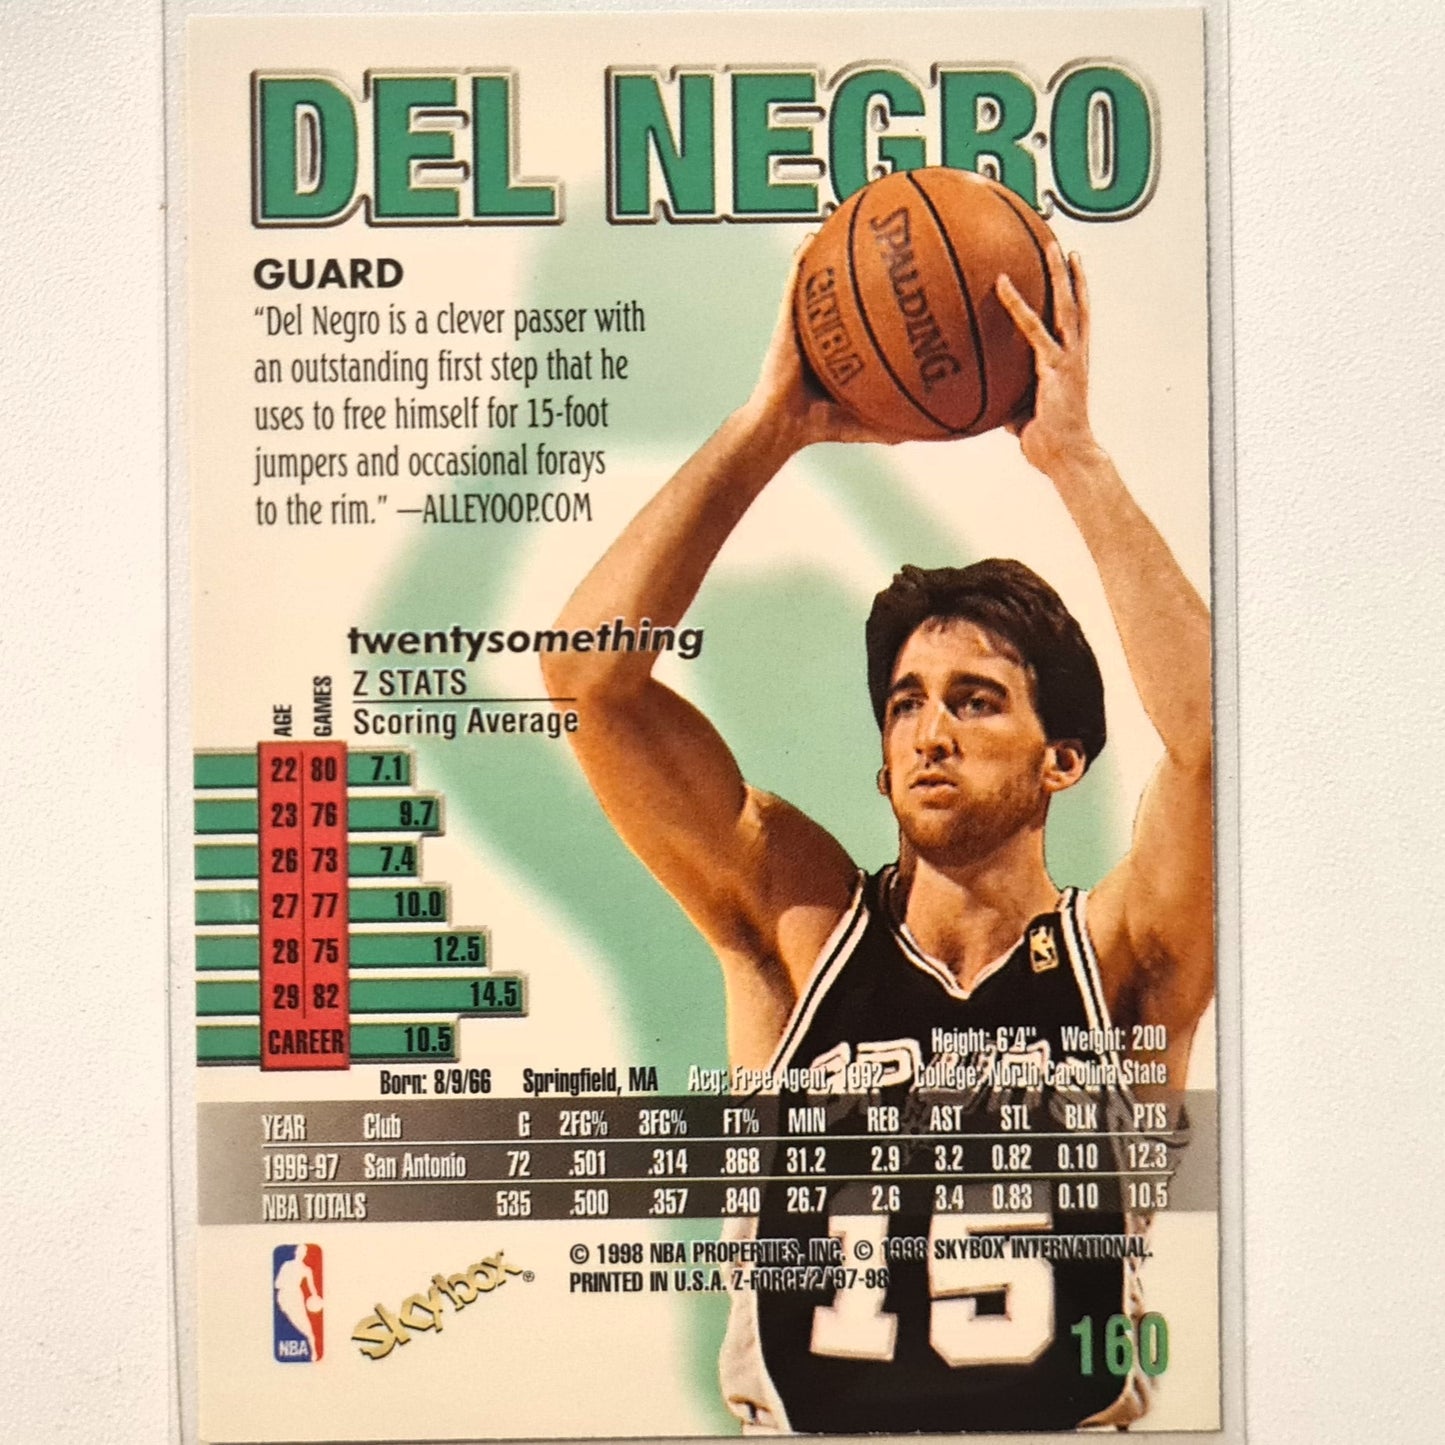 DEL NEGRO
GUARD
“Del Negro is a clever passer with
an outstanding first step that he
uses to free himself for 15-foot
jumpers and occasional forays
to the rim.” —ALLEYOOP.COM
SPALDING
NBA
twentysomething
Z STATS
AGE GAMES Scoring Average
22 80 7.1
23 76 9.7
26 73 7.4
27 77 10.0
28 75 12.5
29 82 14.5
CAREER 10.5
Height: 6'4" Weight: 200
Born: 8/9/66 Springfield, MA Acq: Free Agent, 1992 College: North Carolina State
YEAR Club G 2FG% 3FG% FT% MIN REB AST STL BLK PTS
1996-97 San Antonio 72 .501 .314 .868 31.2 2.9 3.2 0.82 0.10 12.3
NBA TOTALS 535 .500 .357 .840 26.7 2.6 3.4 0.83 0.10 10.5
15
NBA
Skybox®
© 1998 NBA PROPERTIES, INC. © 1998 SKYBOX INTERNATIONAL.
PRINTED IN U.S.A. Z-FORCE/2/'97-98
160